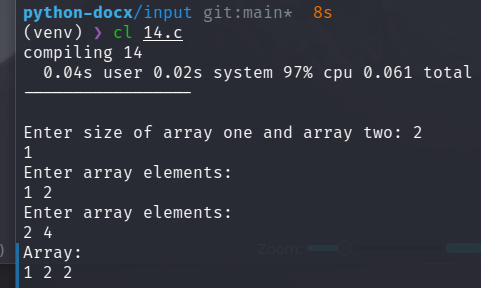 python-docx/input git:main* 8s
(venv) ❯ cl 14.c
compiling 14
0.04s user 0.02s system 97% cpu 0.061 total
─────────────────
Enter size of array one and array two: 2
1
Enter array elements:
1 2
Enter array elements:
2 4
Array:
1 2 2
Zoom: